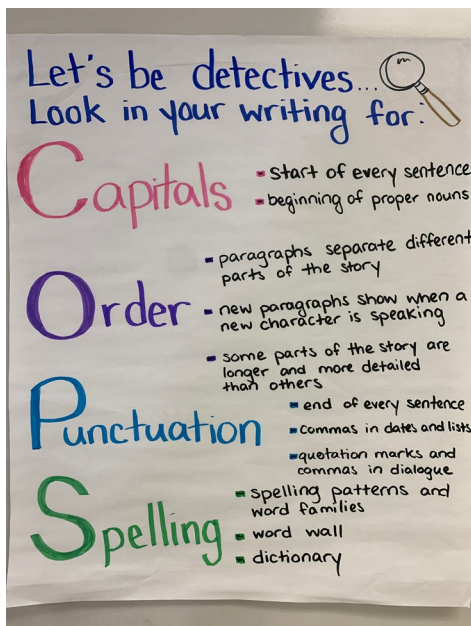 Let's be detectives...
Look in your writing for:
Capitals
- start of every sentence
- beginning of proper nouns
Order
- paragraphs separate different
parts of the story
- new paragraphs show when a
new character is speaking
- some parts of the story are
longer and more detailed
than others
Punctuation
- end of every sentence
- commas in dates and lists
- quotation marks and
commas in dialogue
Spelling
- spelling patterns and
word families
- word wall
- dictionary